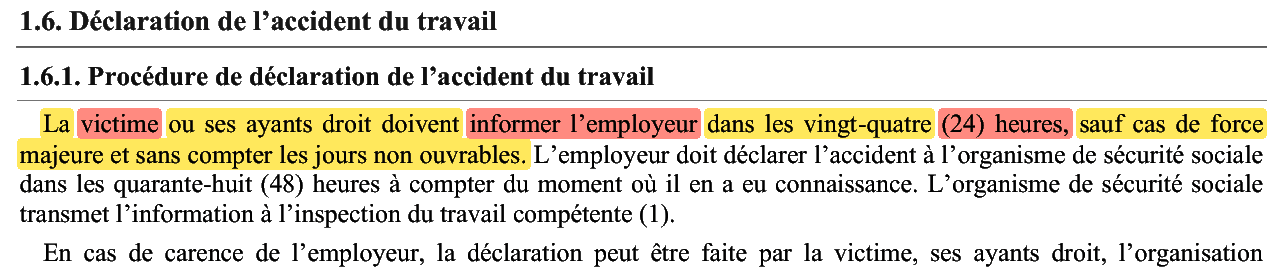 1.6. Déclaration de l’accident du travail
1.6.1. Procédure de déclaration de l’accident du travail
La victime ou ses ayants droit doivent informer l’employeur dans les vingt-quatre (24) heures, sauf cas de force
majeure et sans compter les jours non ouvrables. L’employeur doit déclarer l’accident à l’organisme de sécurité sociale
dans les quarante-huit (48) heures à compter du moment où il en a eu connaissance. L’organisme de sécurité sociale
transmet l’information à l’inspection du travail compétente (1).
En cas de carence de l’employeur, la déclaration peut être faite par la victime, ses ayants droit, l’organisation